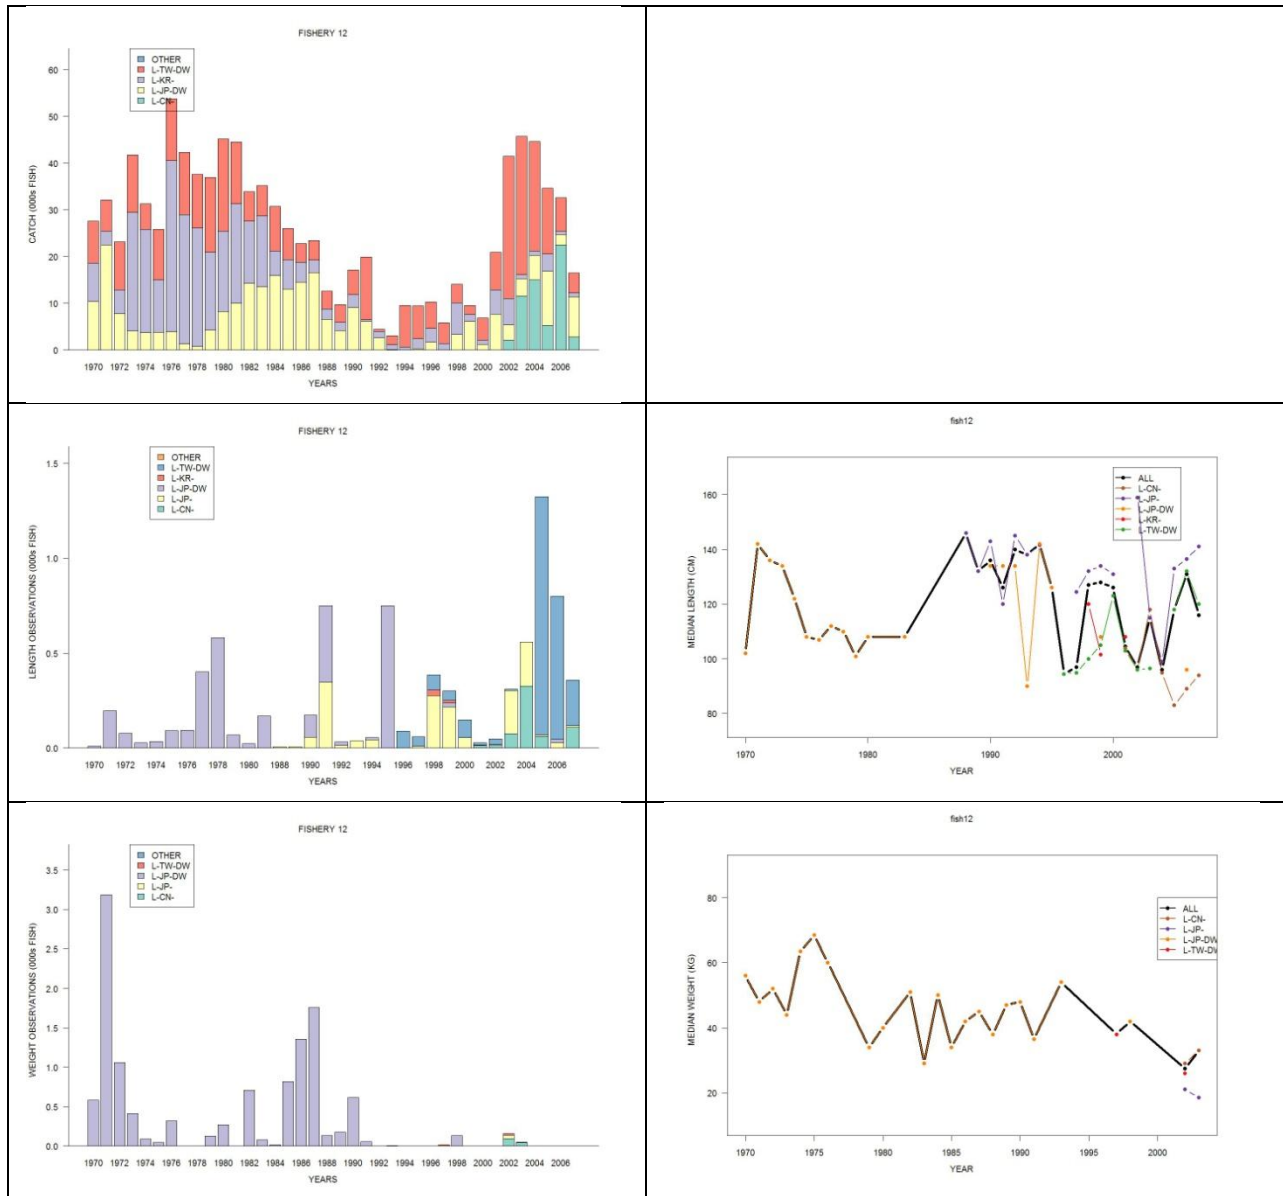 FISHERY 12
OTHER
L-TW-DW
L-KR-
L-JP-DW
L-CN-
CATCH (000s FISH)
60
50
40
30
20
10
0
1970 1972 1974 1976 1978 1980 1982 1984 1986 1988 1990 1992 1994 1996 1998 2000 2002 2004 2006
YEARS
FISHERY 12
OTHER
L-TW-DW
L-KR-
L-JP-DW
L-JP-
L-CN-
LENGTH OBSERVATIONS (000s FISH)
1.5
1.0
0.5
0.0
1970 1972 1974 1976 1978 1980 1988 1990 1992 1994 1996 1998 2000 2002 2004 2006
YEARS
fish12
ALL
L-CN-
L-JP-
L-JP-DW
L-KR-
L-TW-DW
MEDIAN LENGTH (CM)
160
140
120
100
80
1970 1980 1990 2000
YEAR
FISHERY 12
OTHER
L-TW-DW
L-JP-DW
L-JP-
L-CN-
WEIGHT OBSERVATIONS (000s FISH)
3.5
3.0
2.5
2.0
1.5
1.0
0.5
0.0
1970 1972 1974 1976 1978 1980 1982 1984 1986 1988 1990 1992 1994 1996 1998 2000 2002 2004 2006
YEARS
fish12
ALL
L-CN-
L-JP-
L-JP-DW
L-TW-DW
MEDIAN WEIGHT (KG)
80
60
40
20
1970 1975 1980 1985 1990 1995 2000
YEAR